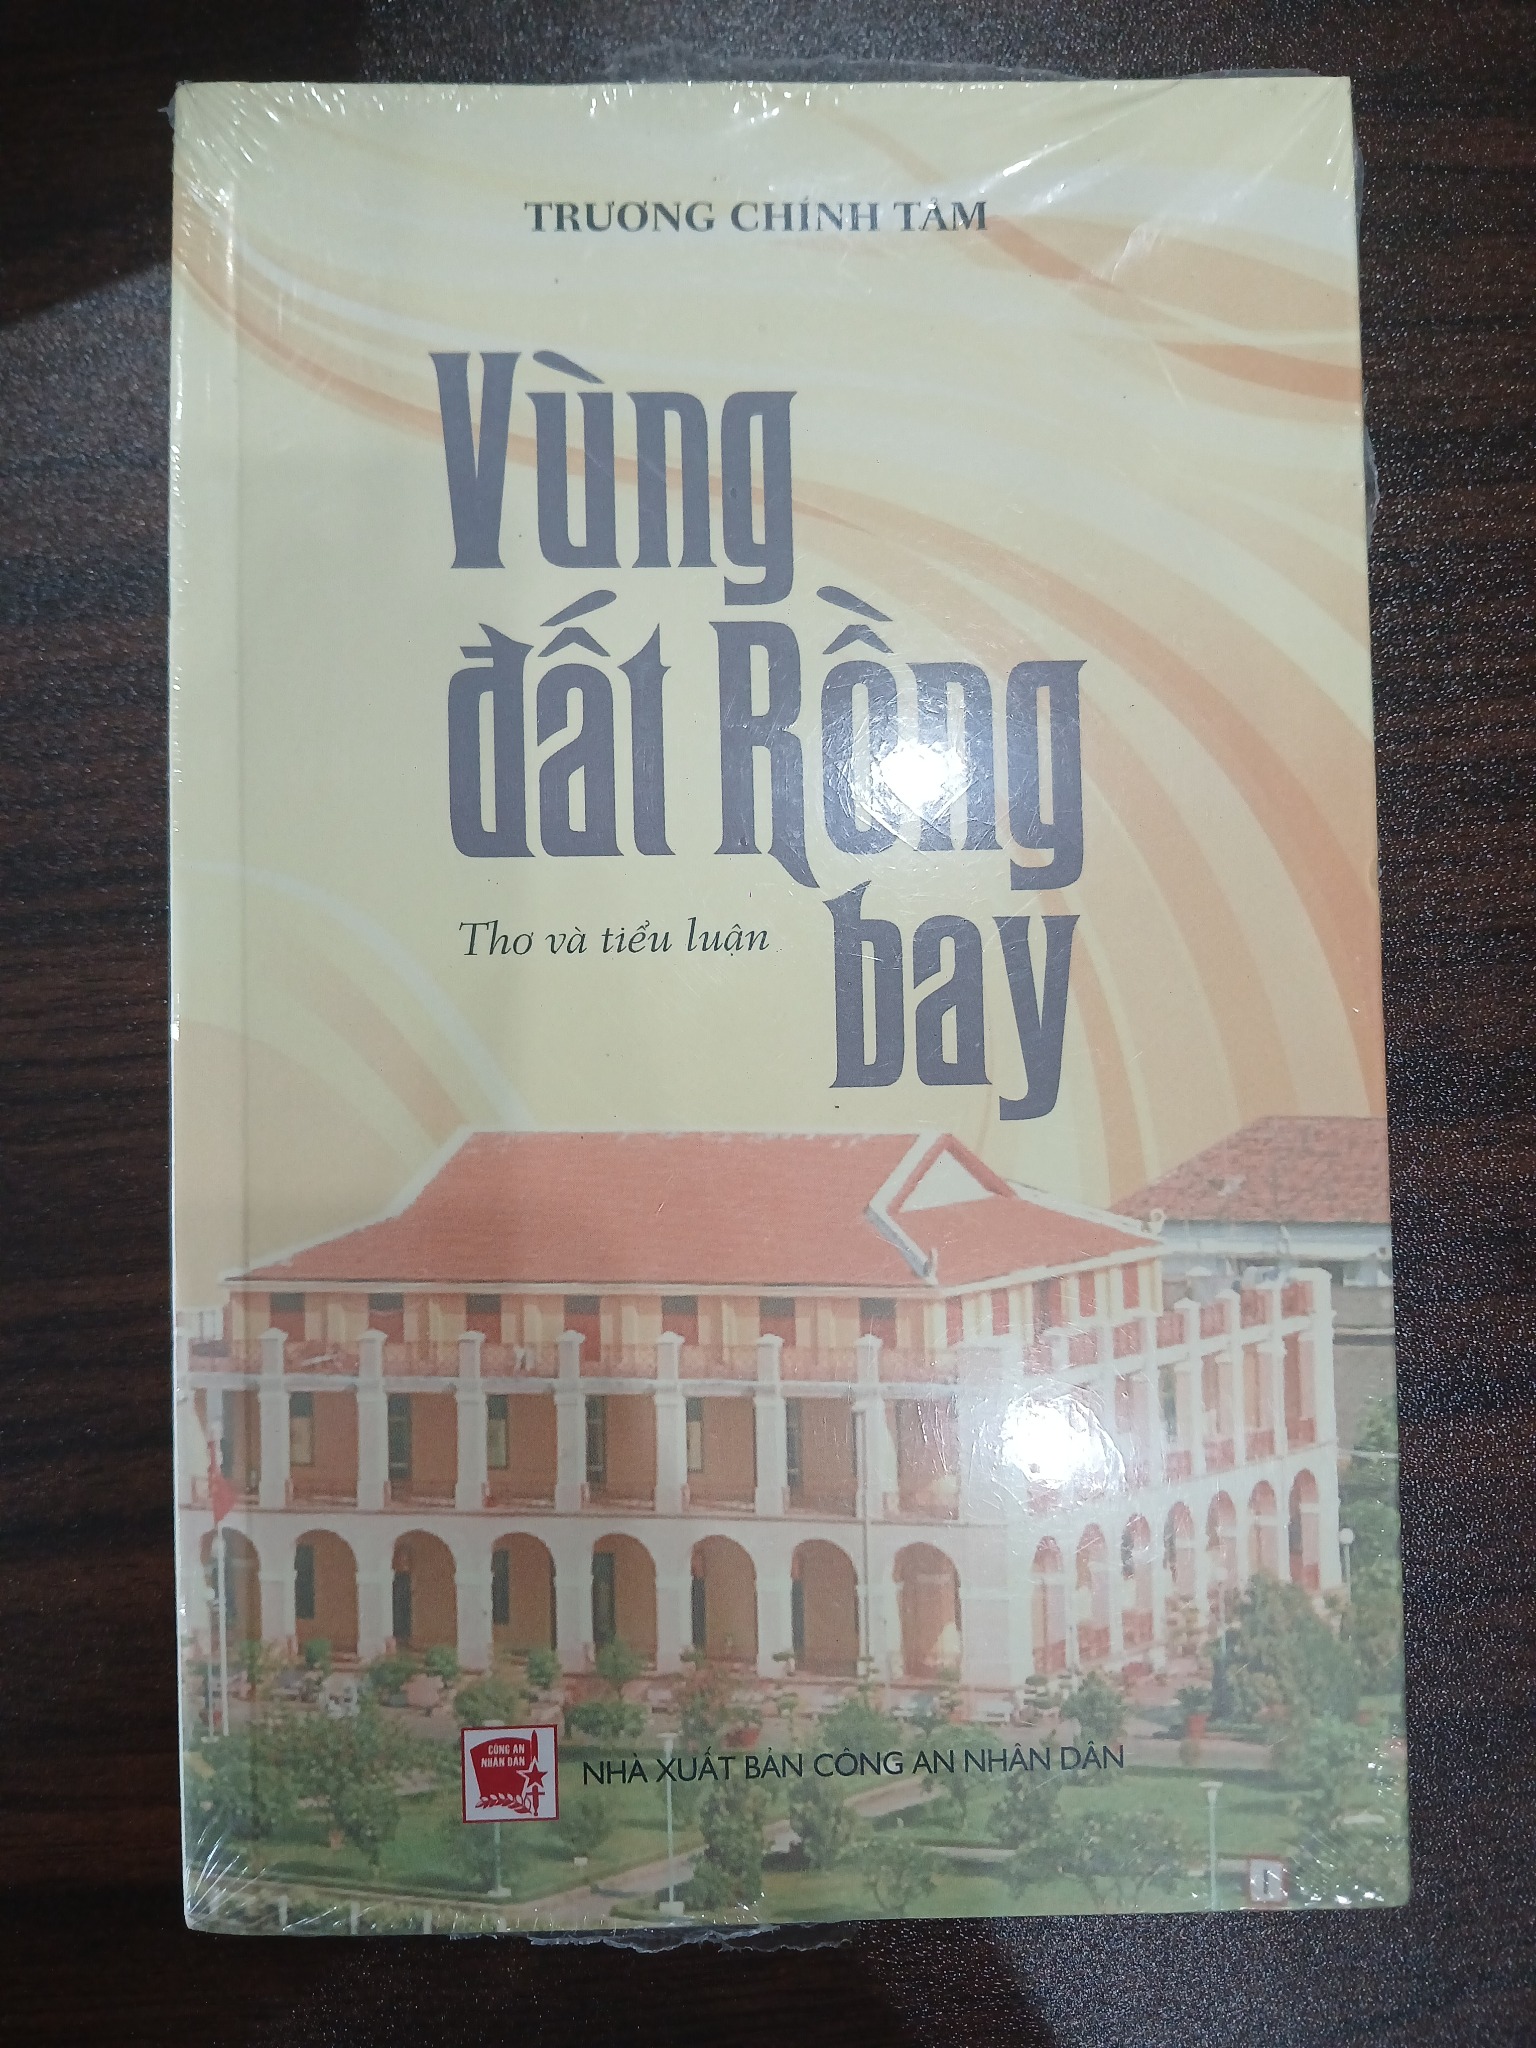 TRƯƠNG CHÍNH TÂM
Vùng
đất Rồng
bay
Thơ và tiểu luận
CÔNG AN
NHÂN DÂN
NHÀ XUẤT BẢN CÔNG AN NHÂN DÂN